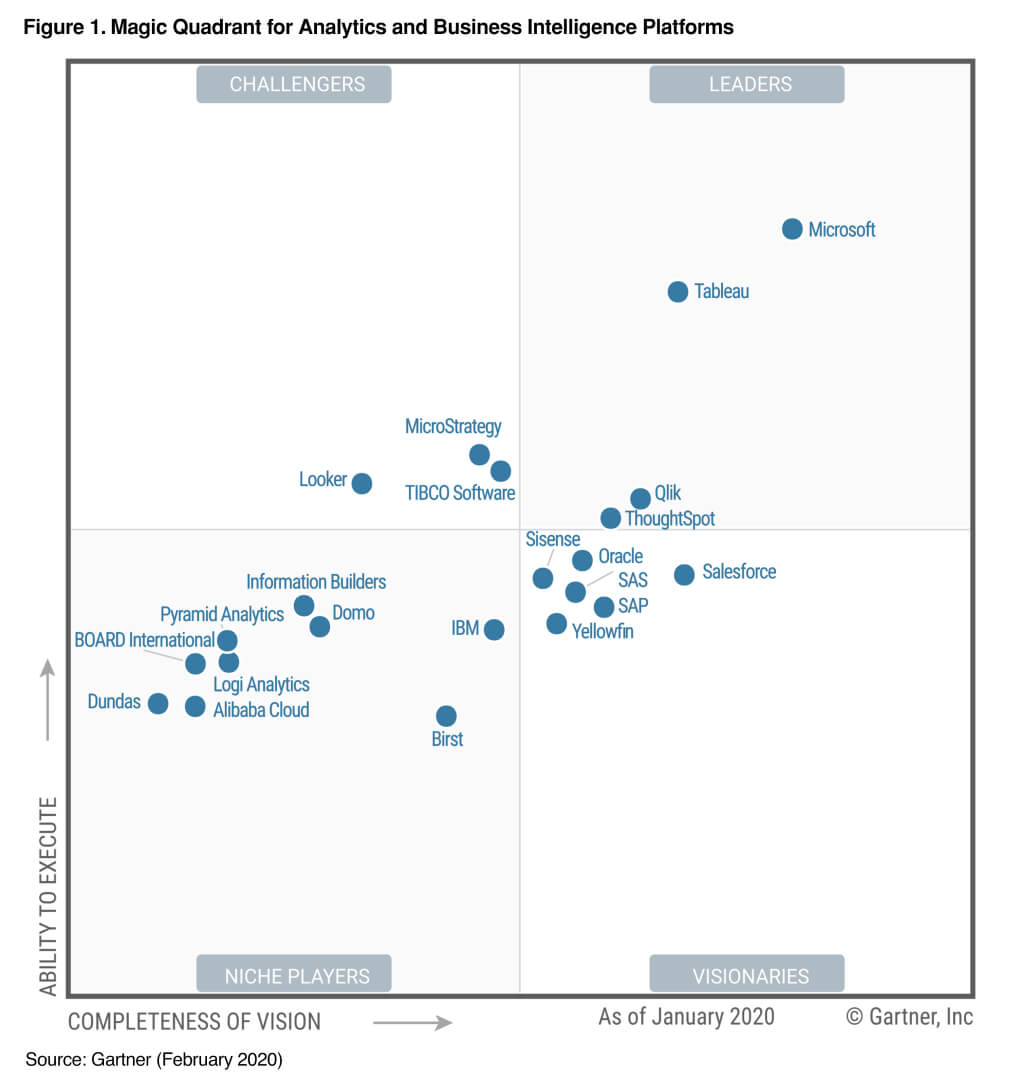 Figure 1. Magic Quadrant for Analytics and Business Intelligence Platforms
CHALLENGERS
LEADERS
Microsoft
Tableau
MicroStrategy
Looker
TIBCO Software
Qlik
ThoughtSpot
Sisense
Oracle
Salesforce
SAS
SAP
Yellowfin
Information Builders
Domo
Pyramid Analytics
BOARD International
IBM
Logi Analytics
Dundas
Alibaba Cloud
Birst
ABILITY TO EXECUTE
NICHE PLAYERS
VISIONARIES
COMPLETENESS OF VISION
As of January 2020
© Gartner, Inc
Source: Gartner (February 2020)